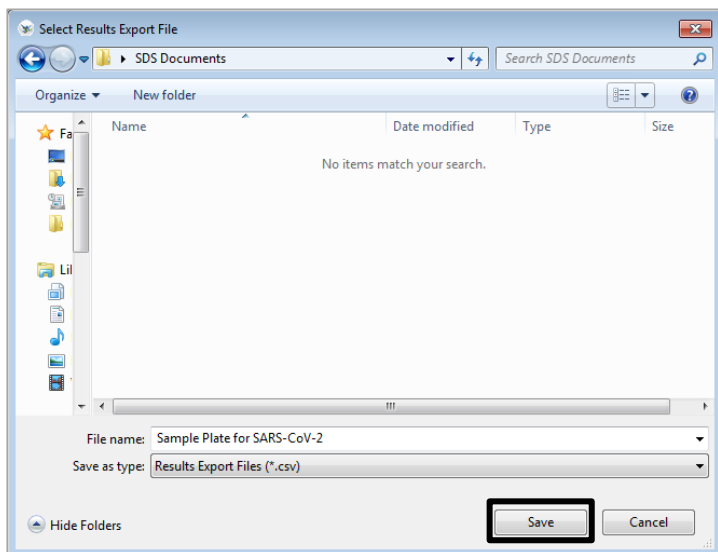 Select Results Export File
SDS Documents
Search SDS Documents
Organize
New folder
Name
Date modified
Type
Size
Fa
No items match your search.
Lil
File name: Sample Plate for SARS-CoV-2
Save as type: Results Export Files (*.csv)
Hide Folders
Save
Cancel